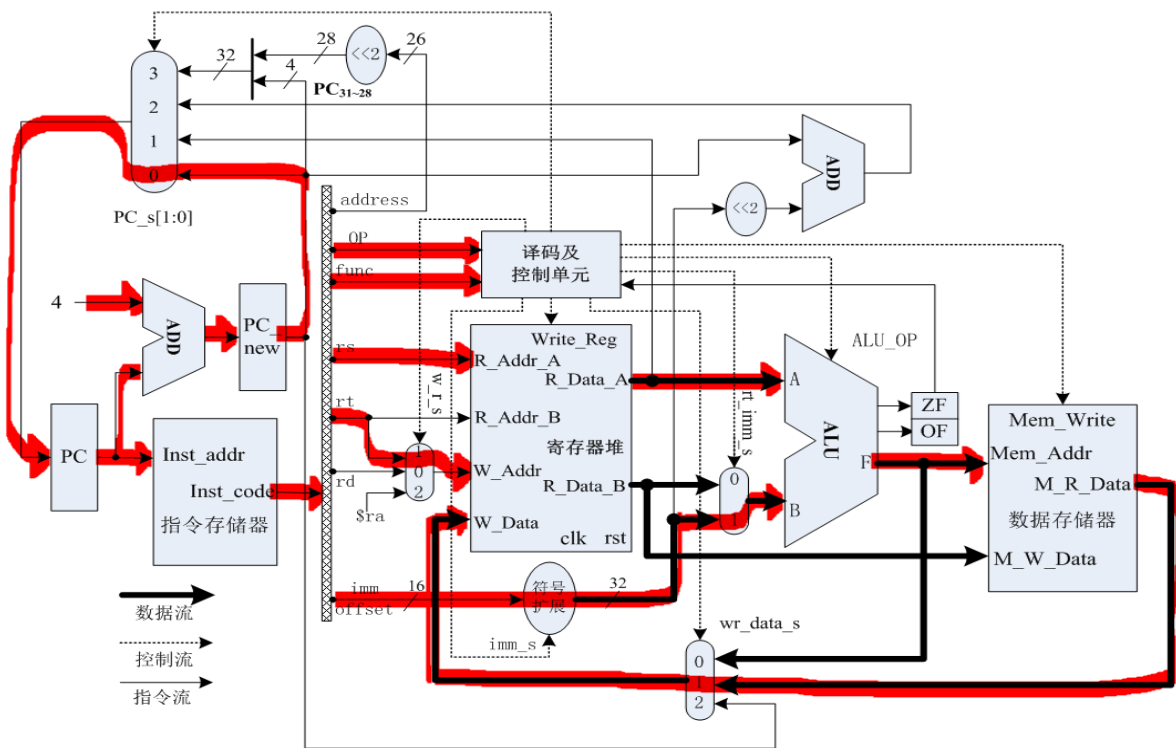 28
<<2
26
32
4
PC31~28
3
2
1
0
PC_s[1:0]
ADD
<<2
address
OP
func
译码及
控制单元
4
ADD
PC_
new
rs
rt
rd
$ra
w_r_s
1
0
2
Write_Reg
R_Addr_A
R_Data_A
R_Addr_B
寄存器堆
W_Addr
R_Data_B
W_Data
clk rst
rt_imm_s
0
1
ALU_OP
A
B
ALU
F
ZF
OF
Mem_Write
Mem_Addr
M_R_Data
数据存储器
M_W_Data
PC
Inst_addr
Inst_code
指令存储器
imm
offset
16
符号
扩展
32
imm_s
wr_data_s
0
1
2
数据流
控制流
指令流